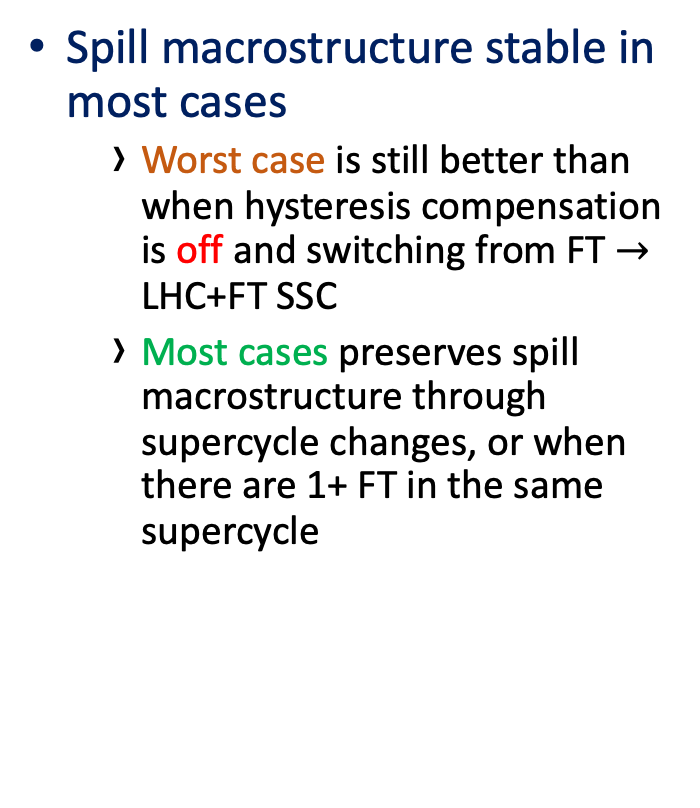 • Spill macrostructure stable in
most cases
› Worst case is still better than
when hysteresis compensation
is off and switching from FT →
LHC+FT SSC
› Most cases preserves spill
macrostructure through
supercycle changes, or when
there are 1+ FT in the same
supercycle